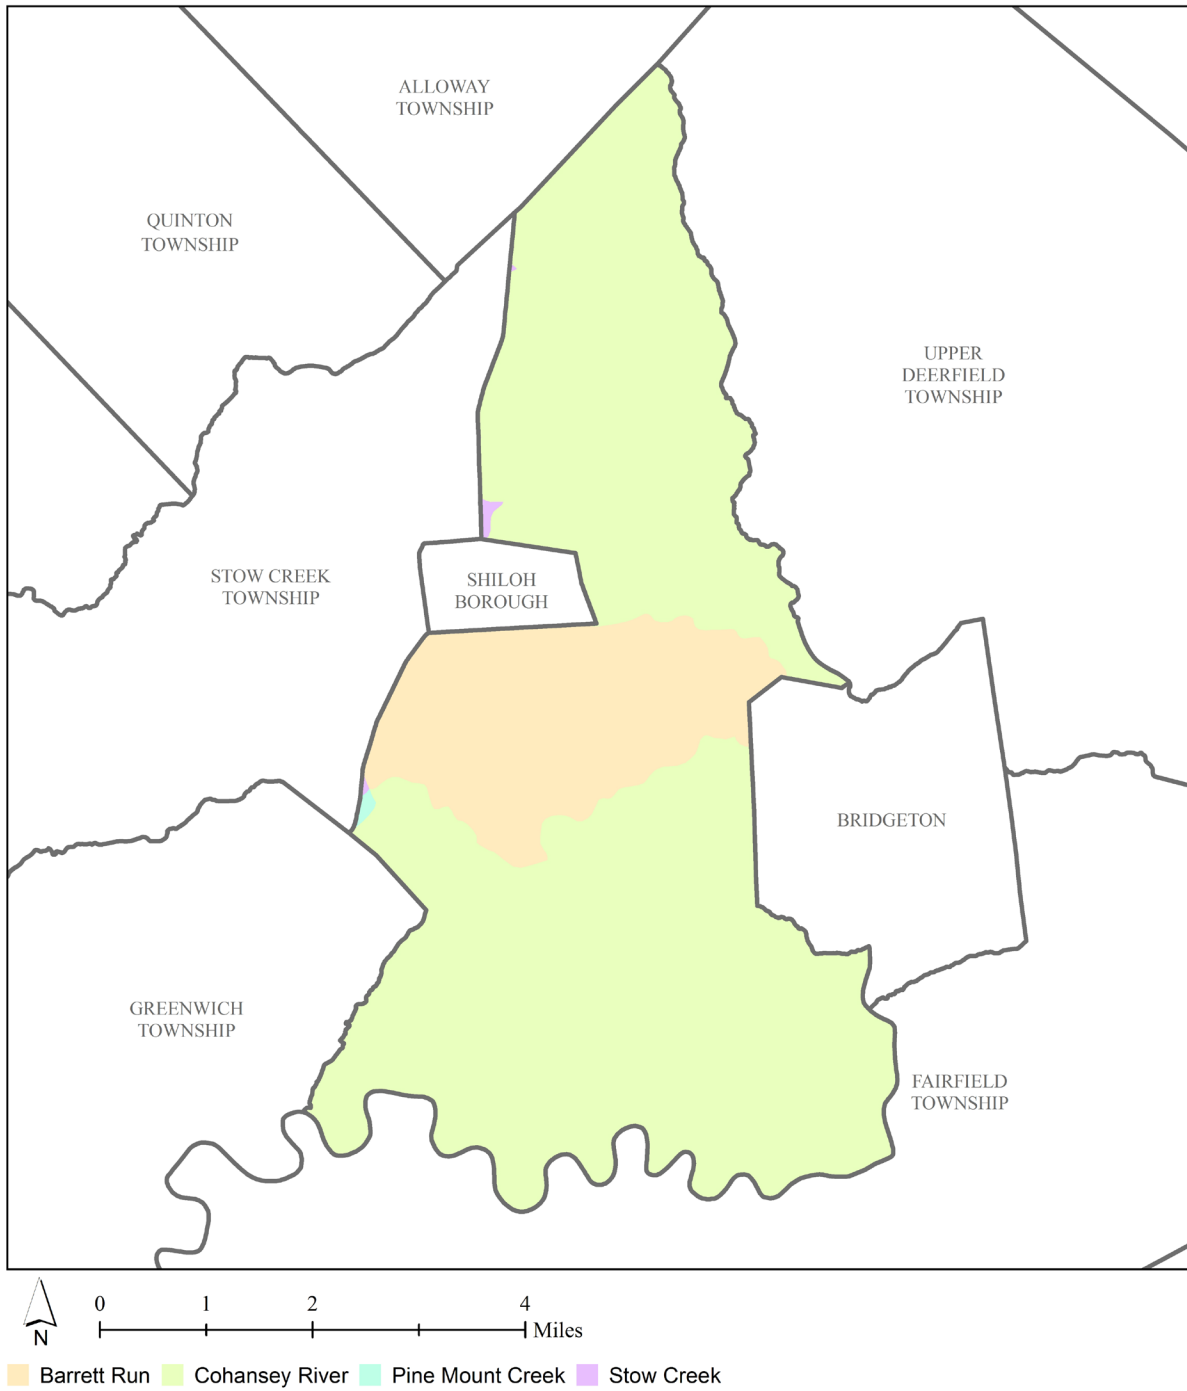 ALLOWAY
TOWNSHIP
QUINTON
TOWNSHIP
UPPER
DEERFIELD
TOWNSHIP
STOW CREEK
TOWNSHIP
SHILOH
BOROUGH
BRIDGETON
GREENWICH
TOWNSHIP
FAIRFIELD
TOWNSHIP
N
0 1 2 4
Miles
Barrett Run Cohansey River Pine Mount Creek Stow Creek